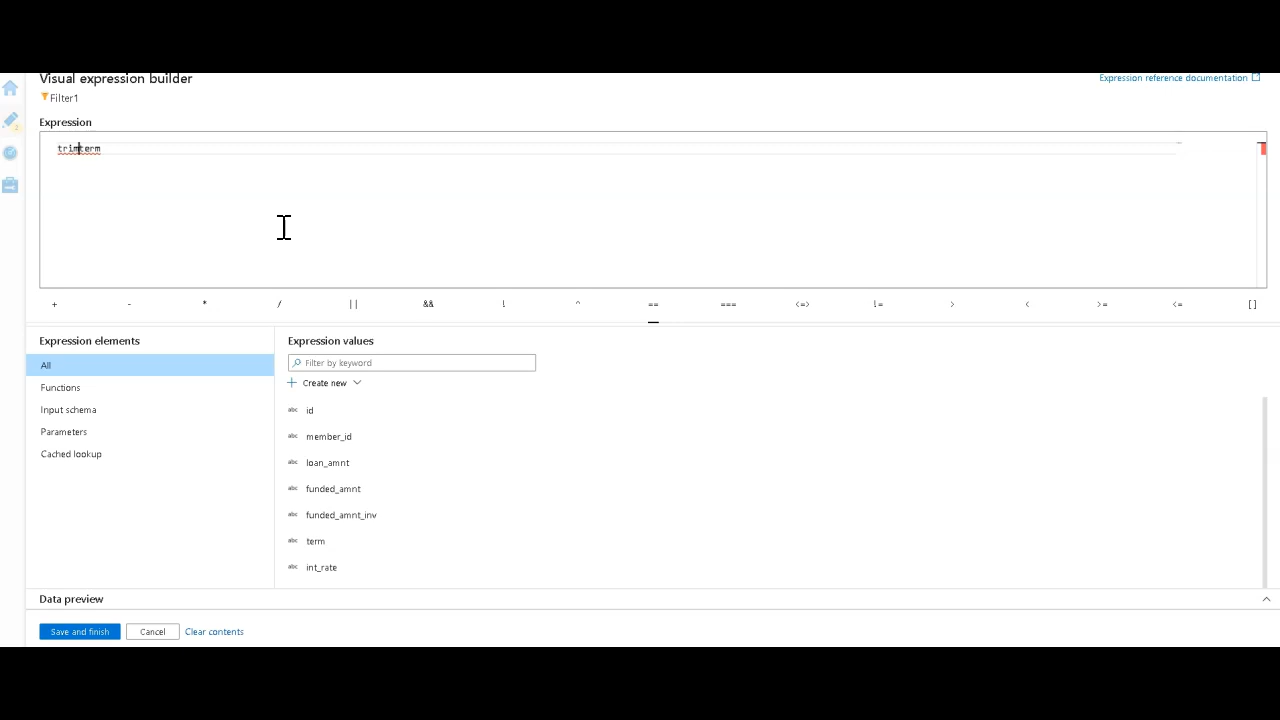 Visual expression builder
Expression reference documentation
Filter1
Expression
trimterm
+ - * / || && ! ^ == === <=> != > < >= <= []
Expression elements
Expression values
All
Filter by keyword
Functions
Create new
Input schema
abc id
Parameters
abc member_id
Cached lookup
abc loan_amnt
abc funded_amnt
abc funded_amnt_inv
abc term
abc int_rate
Data preview
Save and finish Cancel Clear contents